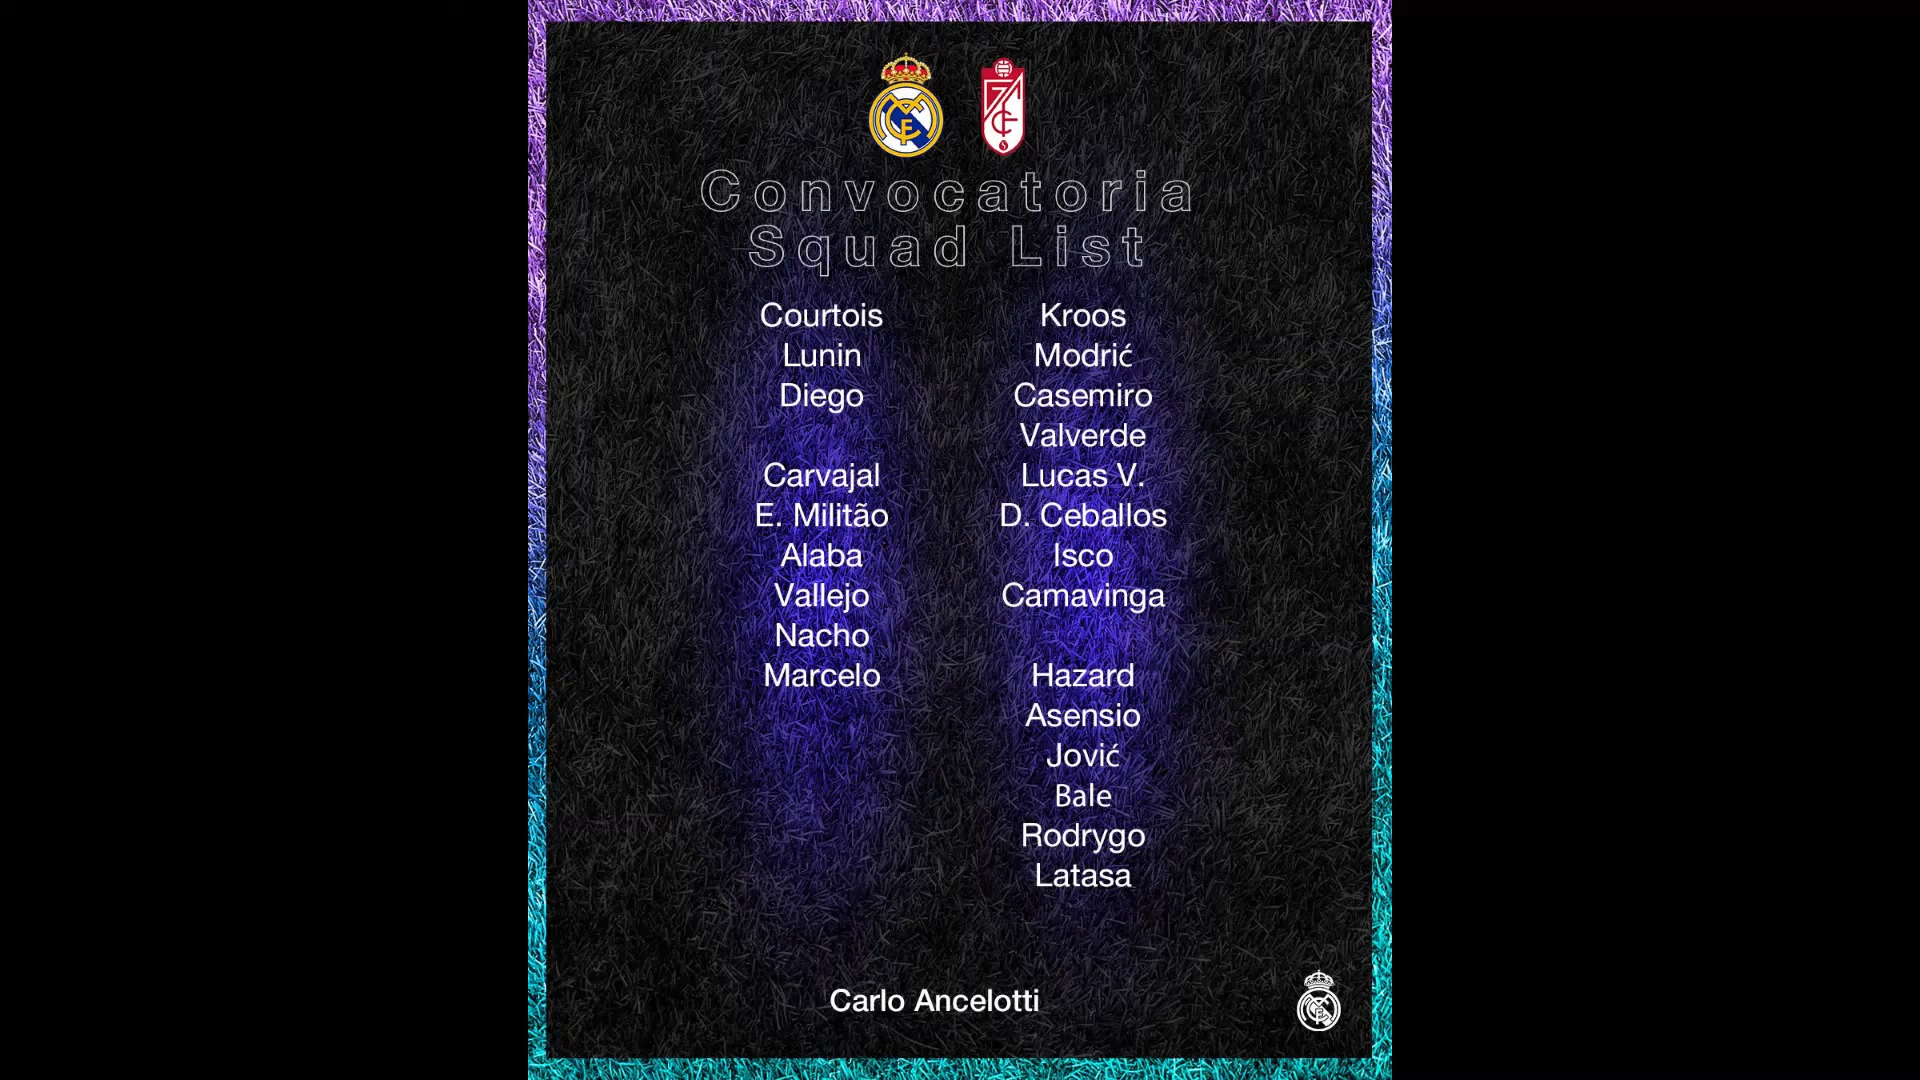 Convocatoria
Squad List
Courtois
Lunin
Diego
Carvajal
E. Militão
Alaba
Vallejo
Nacho
Marcelo
Kroos
Modrić
Casemiro
Valverde
Lucas V.
D. Ceballos
Isco
Camavinga
Hazard
Asensio
Jović
Bale
Rodrygo
Latasa
Carlo Ancelotti